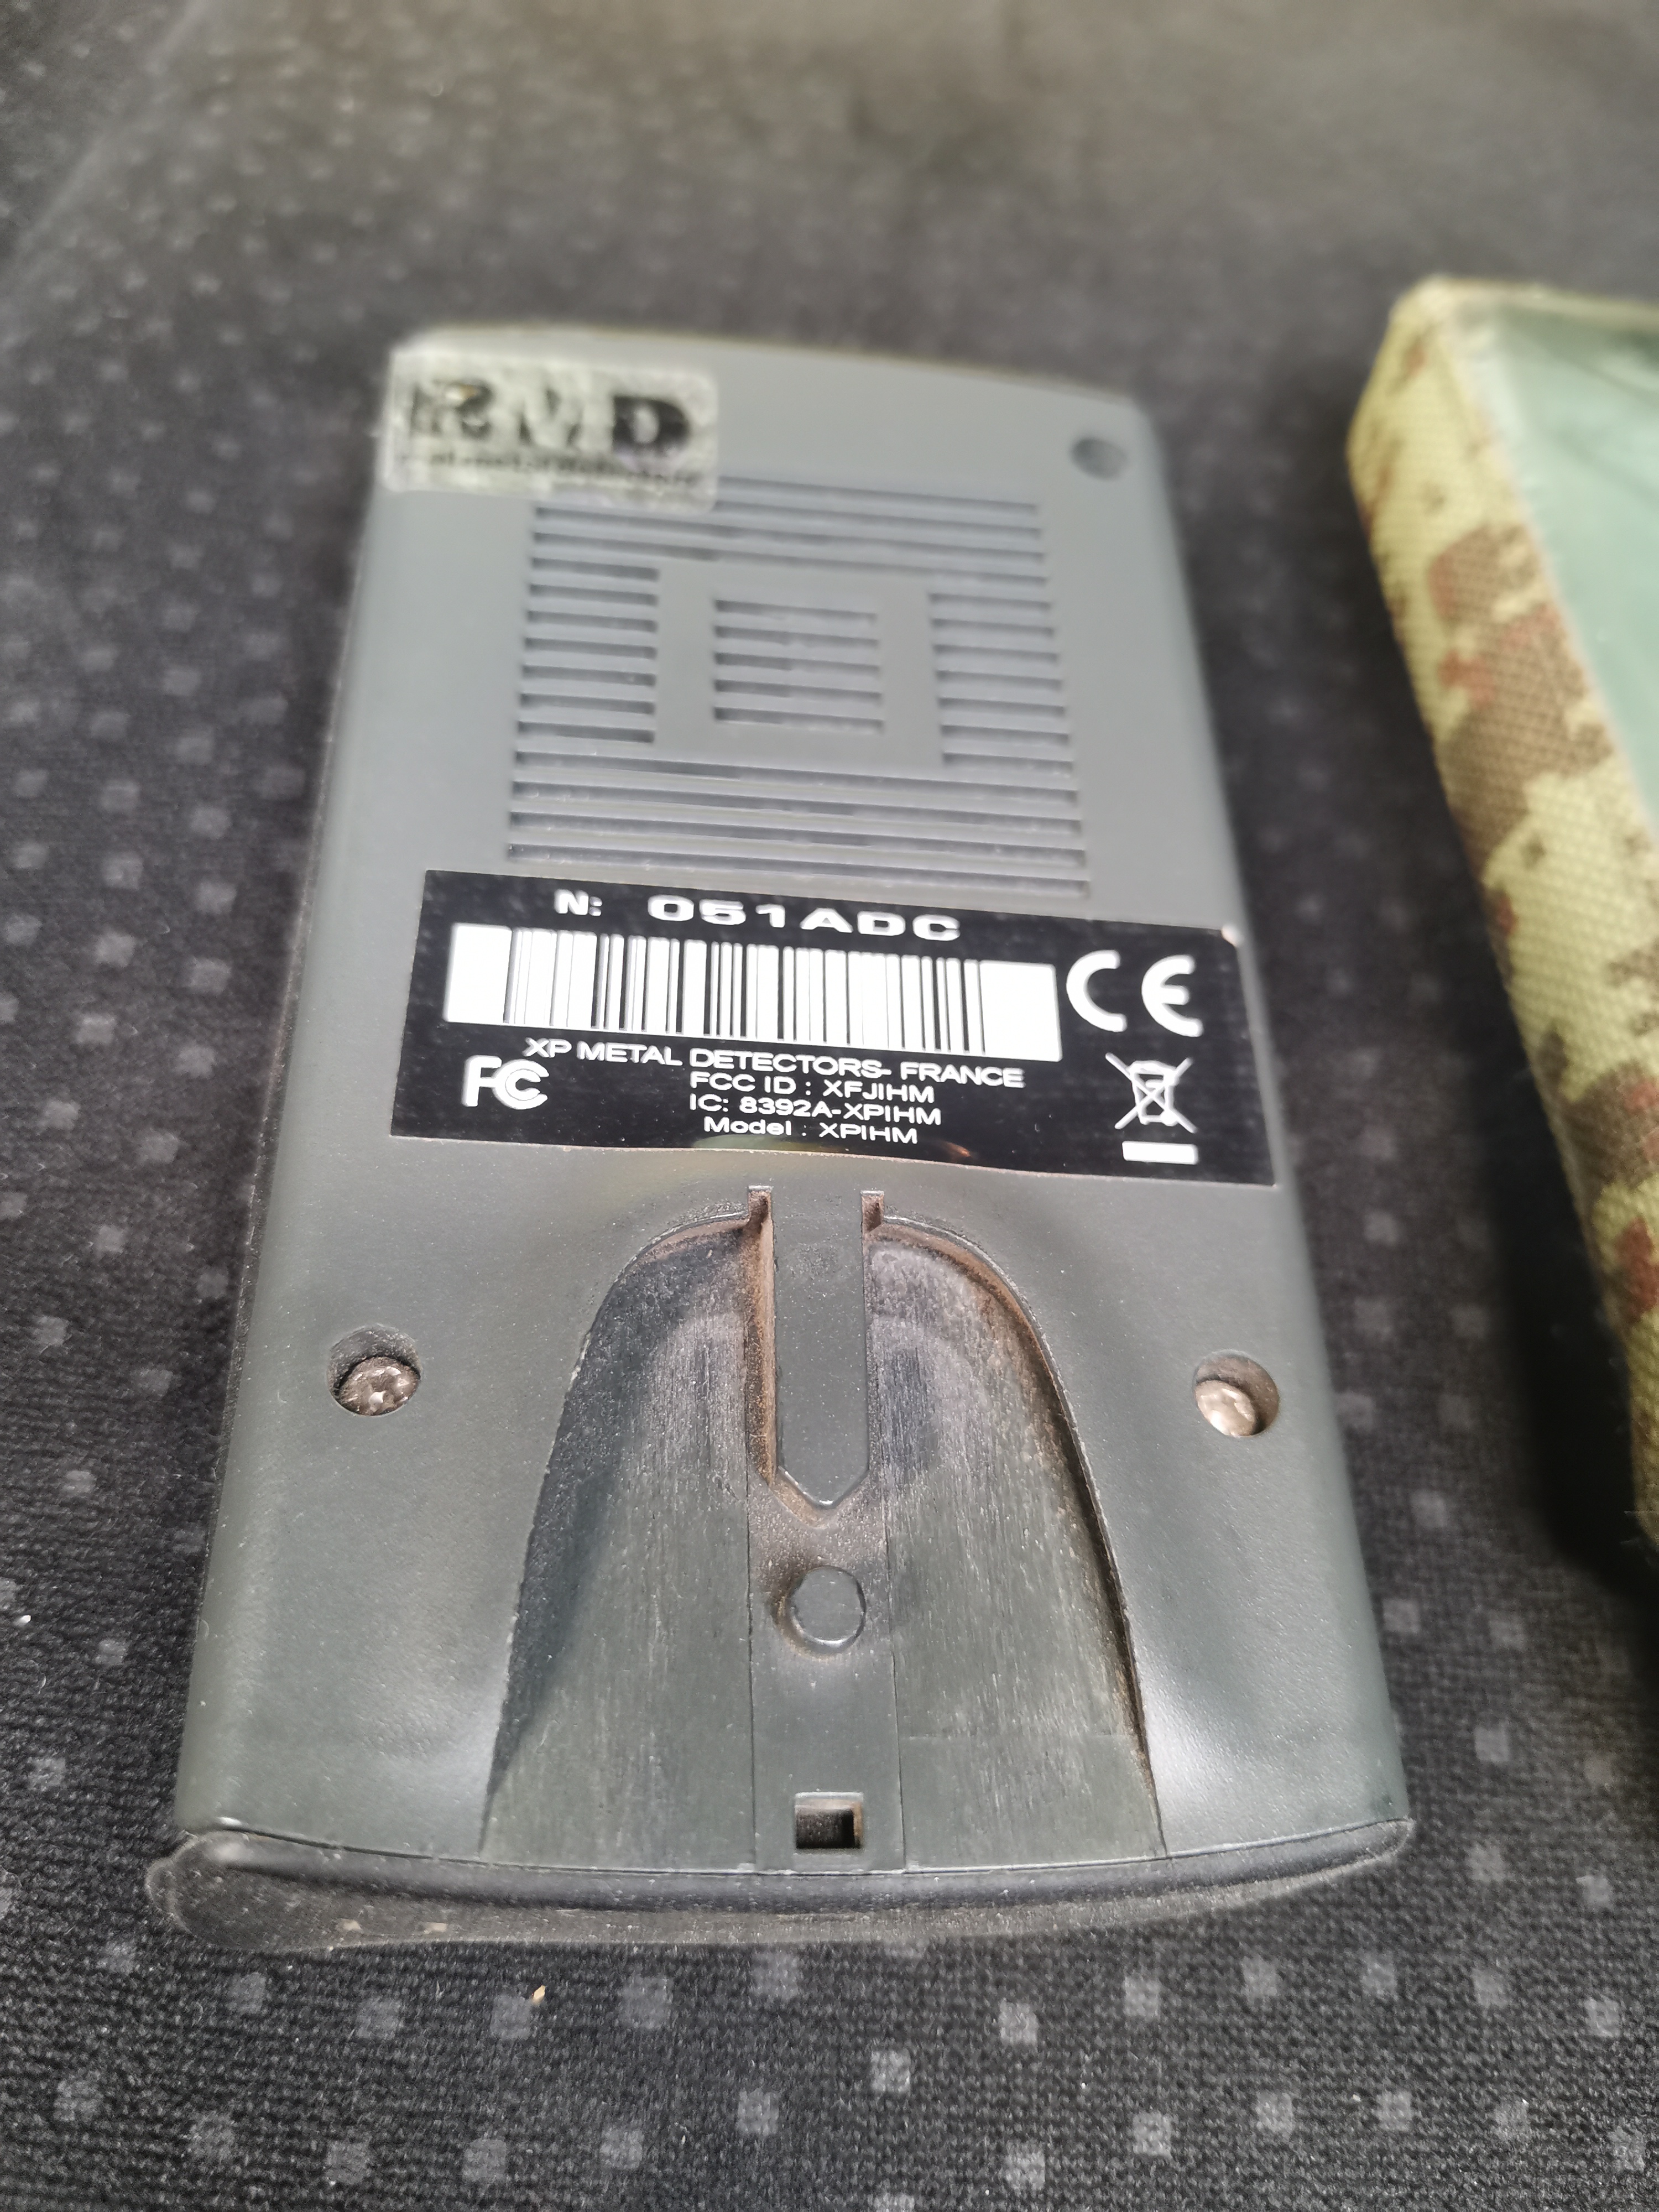 RMD
N: 051ADC
CE
XP METAL DETECTORS- FRANCE
FC
FCC ID : XFJIHM
IC: 8392A-XPIHM
Model : XPIHM